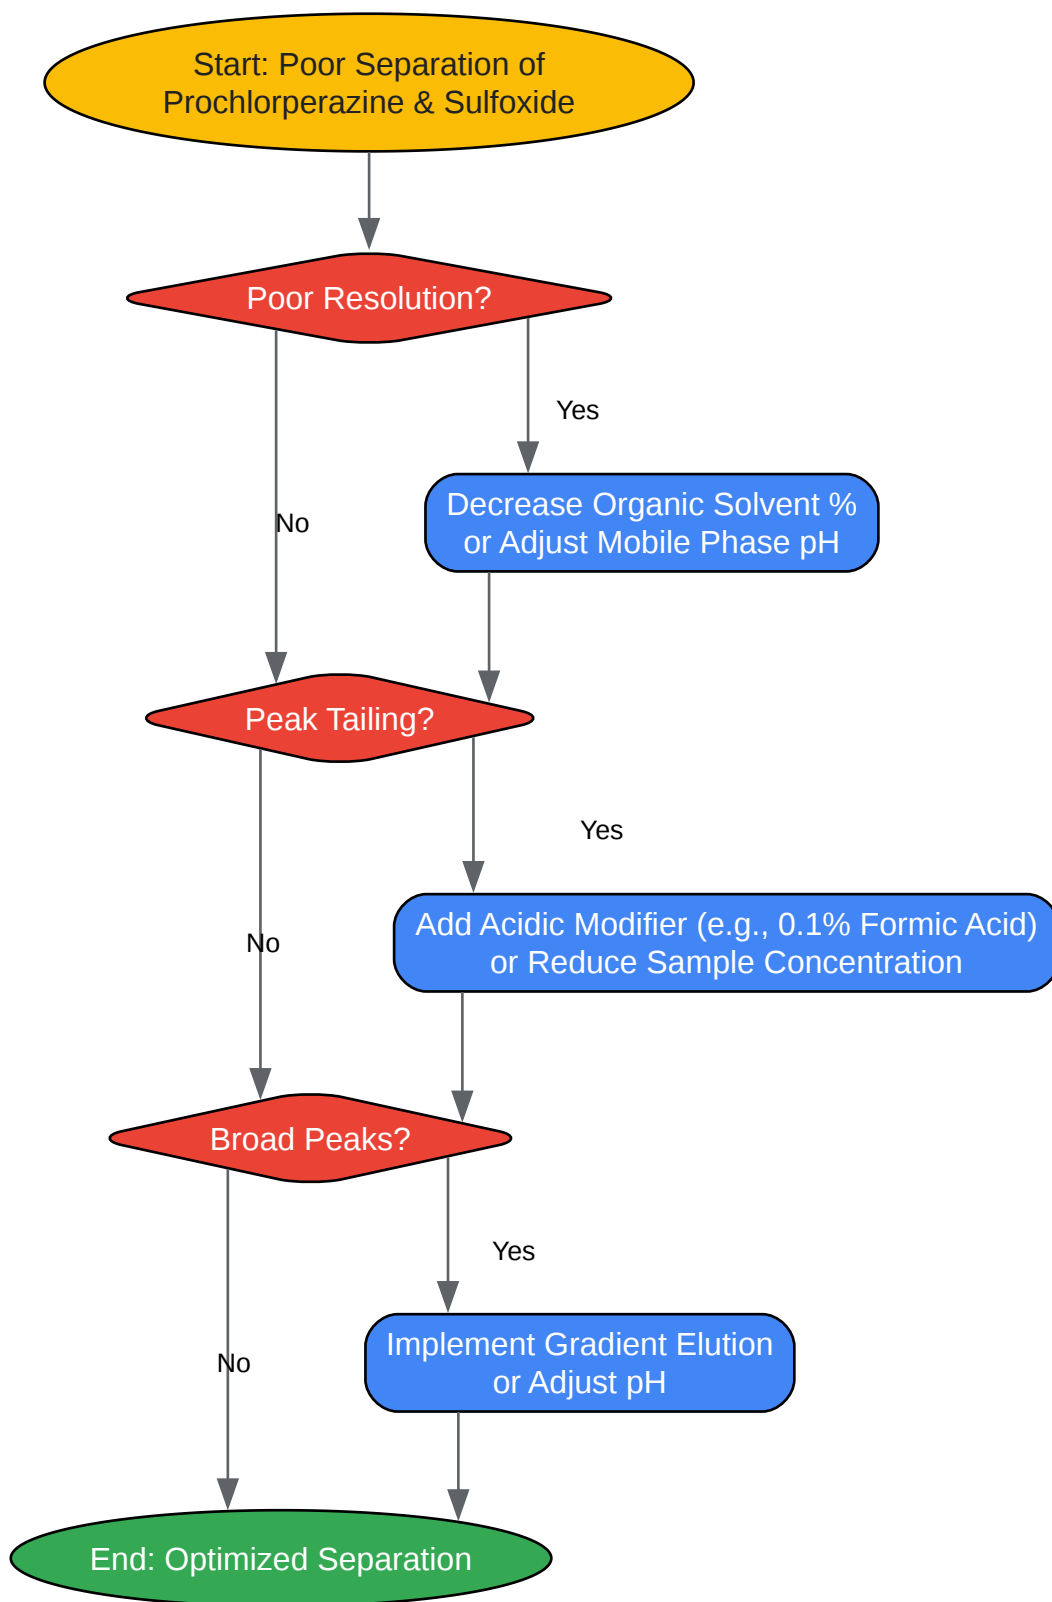 Start: Poor Separation of
Prochlorperazine & Sulfoxide
Poor Resolution?
Yes
Decrease Organic Solvent %
or Adjust Mobile Phase pH
No
Peak Tailing?
Yes
Add Acidic Modifier (e.g., 0.1% Formic Acid)
or Reduce Sample Concentration
No
Broad Peaks?
Yes
Implement Gradient Elution
or Adjust pH
No
End: Optimized Separation